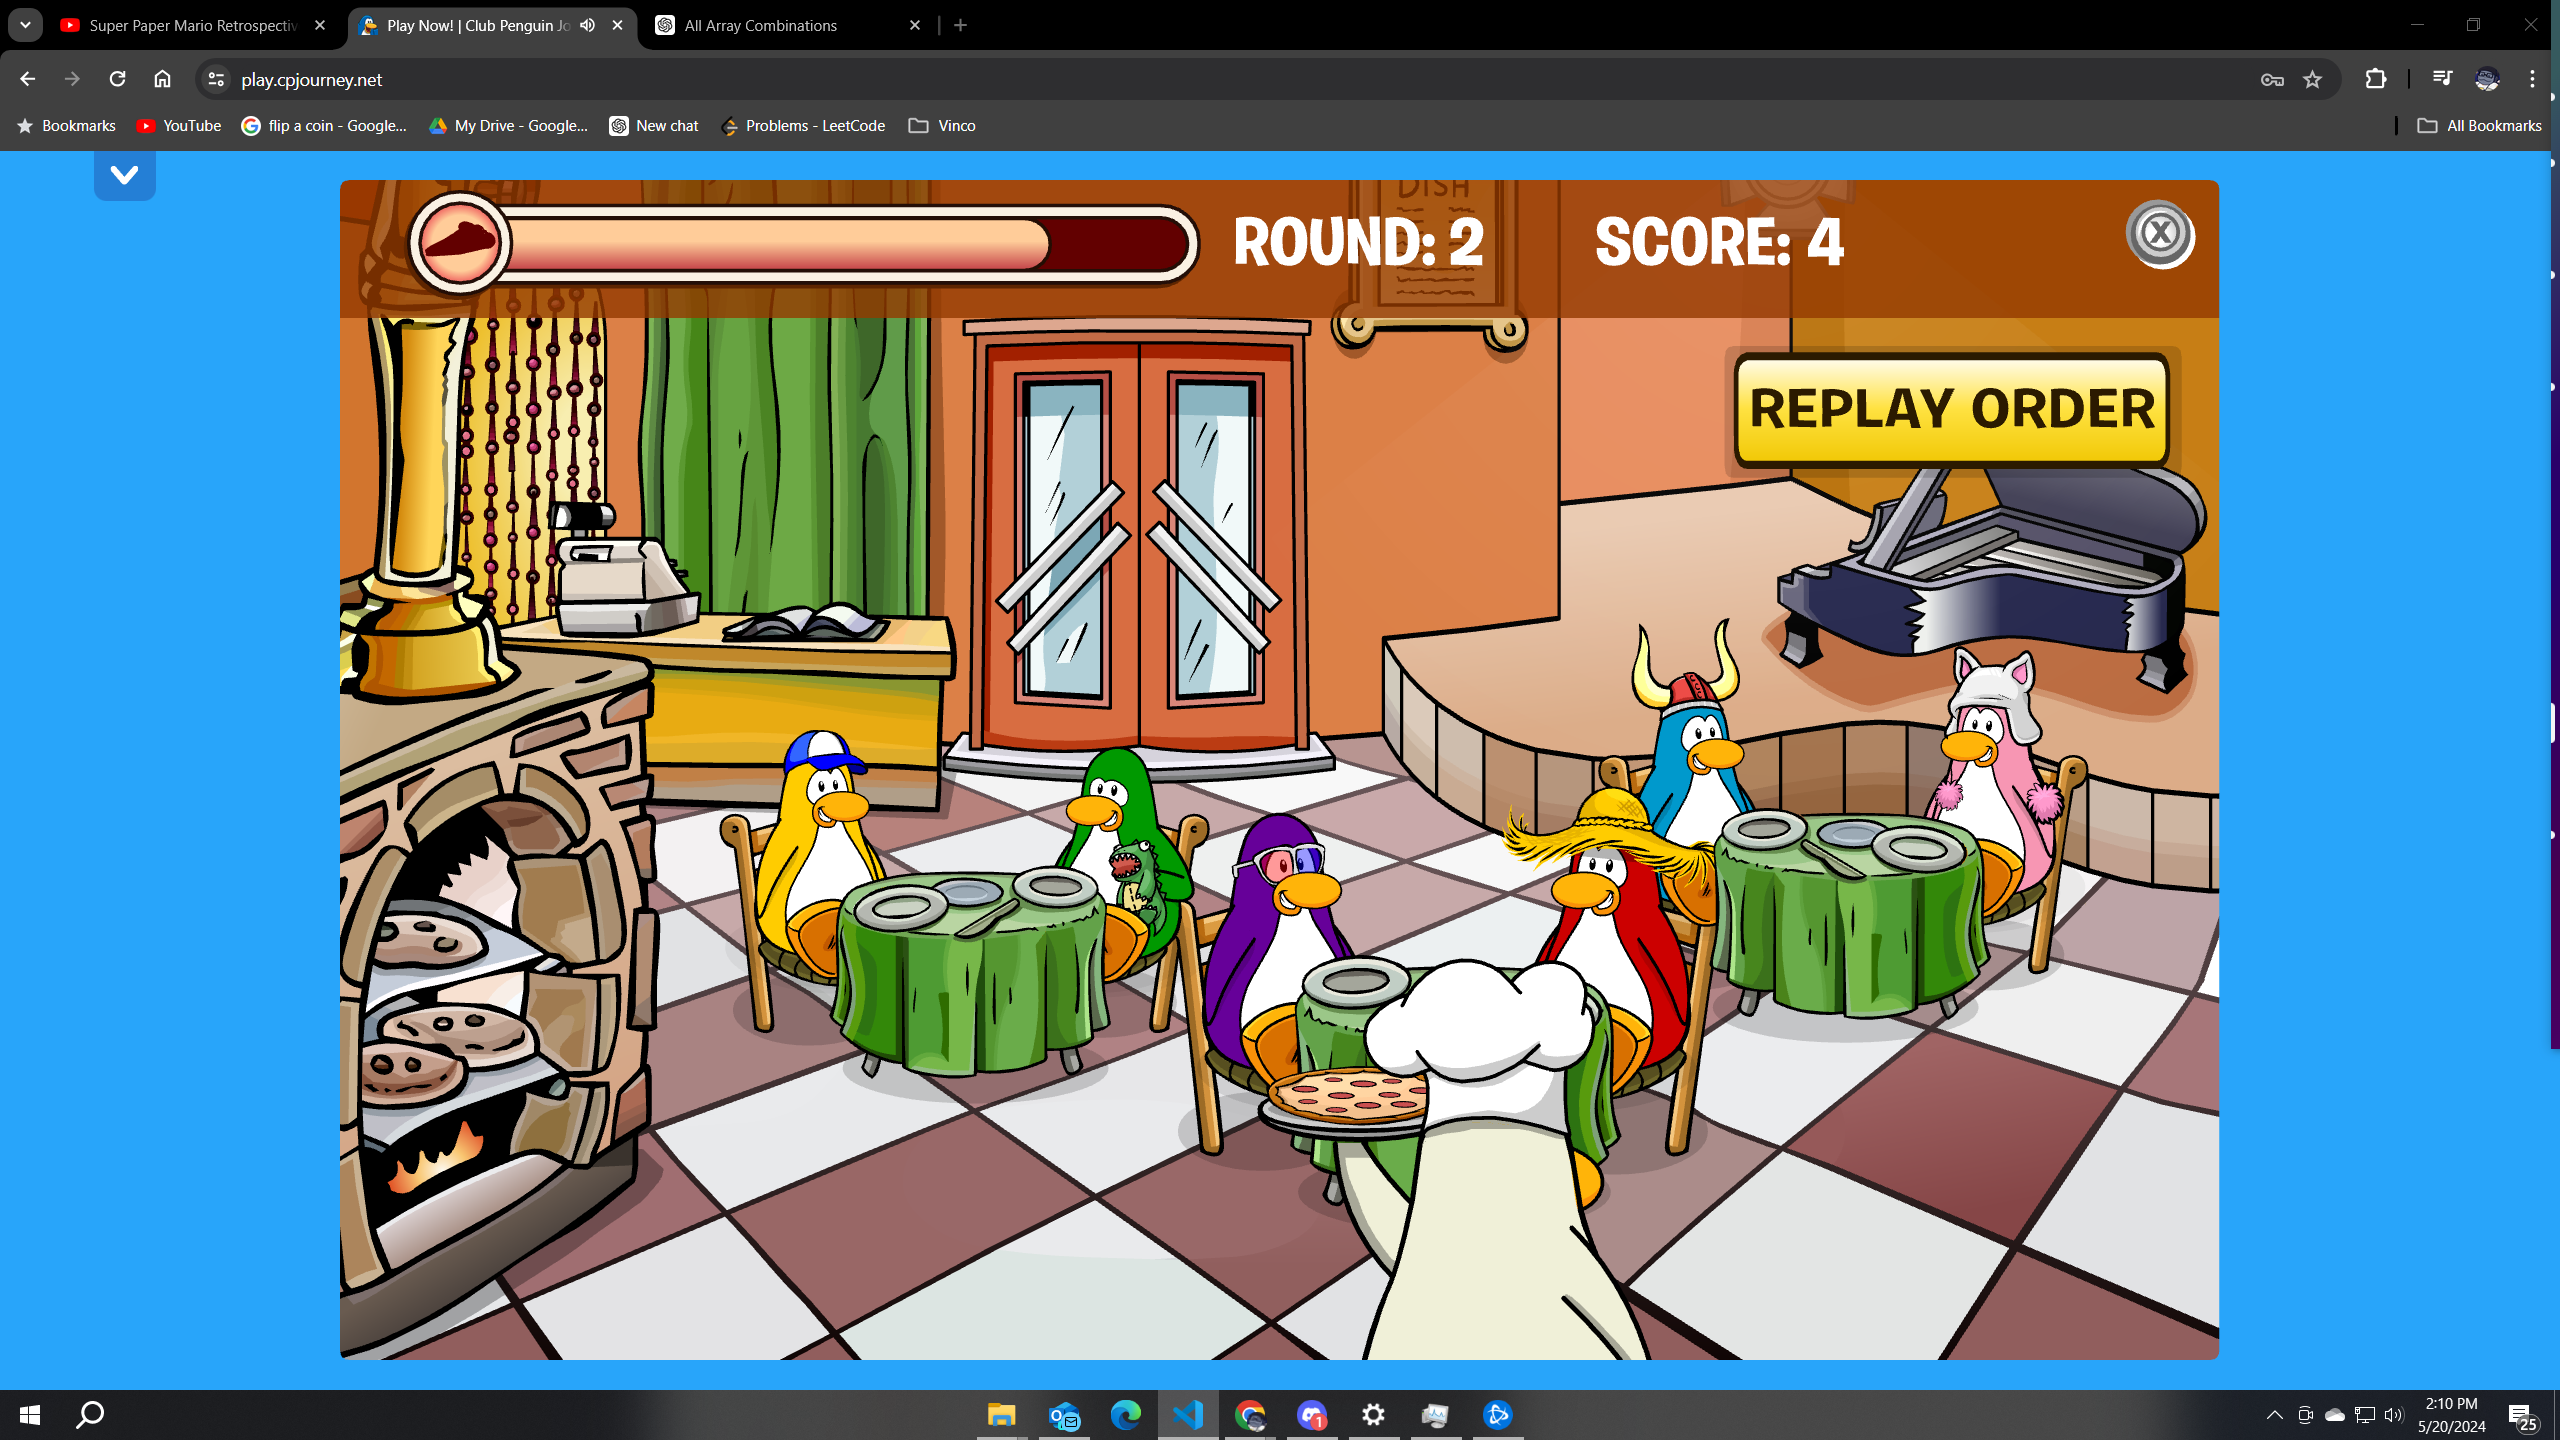 Super Paper Mario Retrospectiv
Play Now! | Club Penguin Jo
All Array Combinations
play.cpjourney.net
Bookmarks
YouTube
flip a coin - Google...
My Drive - Google...
New chat
Problems - LeetCode
Vinco
All Bookmarks
DISH
ROUND: 2
SCORE: 4
X
REPLAY ORDER
1
2:10 PM
5/20/2024
25